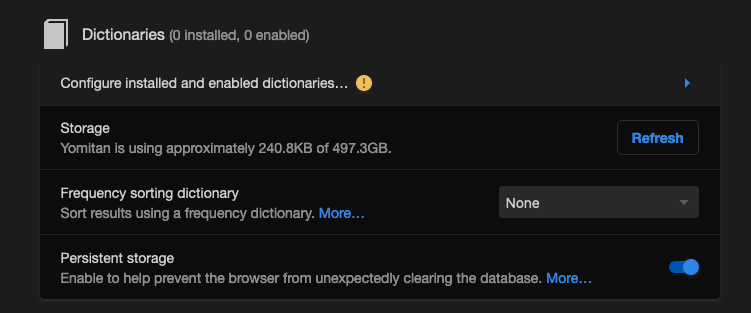 Dictionaries (0 installed, 0 enabled)
Configure installed and enabled dictionaries…
Storage
Yomitan is using approximately 240.8KB of 497.3GB.
Refresh
Frequency sorting dictionary
Sort results using a frequency dictionary. More…
None
Persistent storage
Enable to help prevent the browser from unexpectedly clearing the database. More…